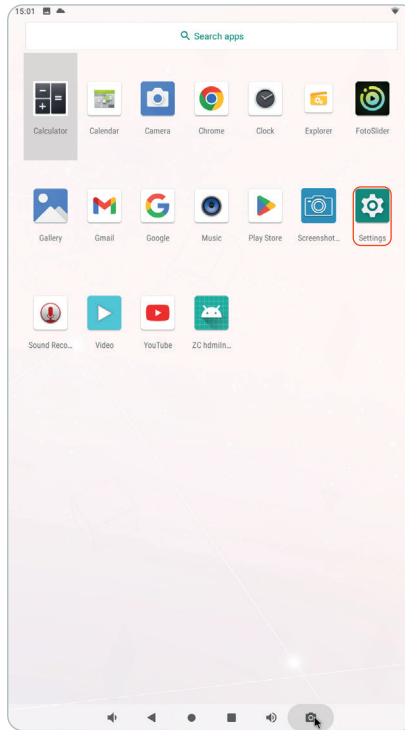 15:01
Search apps
Calculator Calendar Camera Chrome Clock Explorer FotoSlider
Gallery Gmail Google Music Play Store Screenshot... Settings
Sound Reco... Video YouTube ZC hdmiIn...